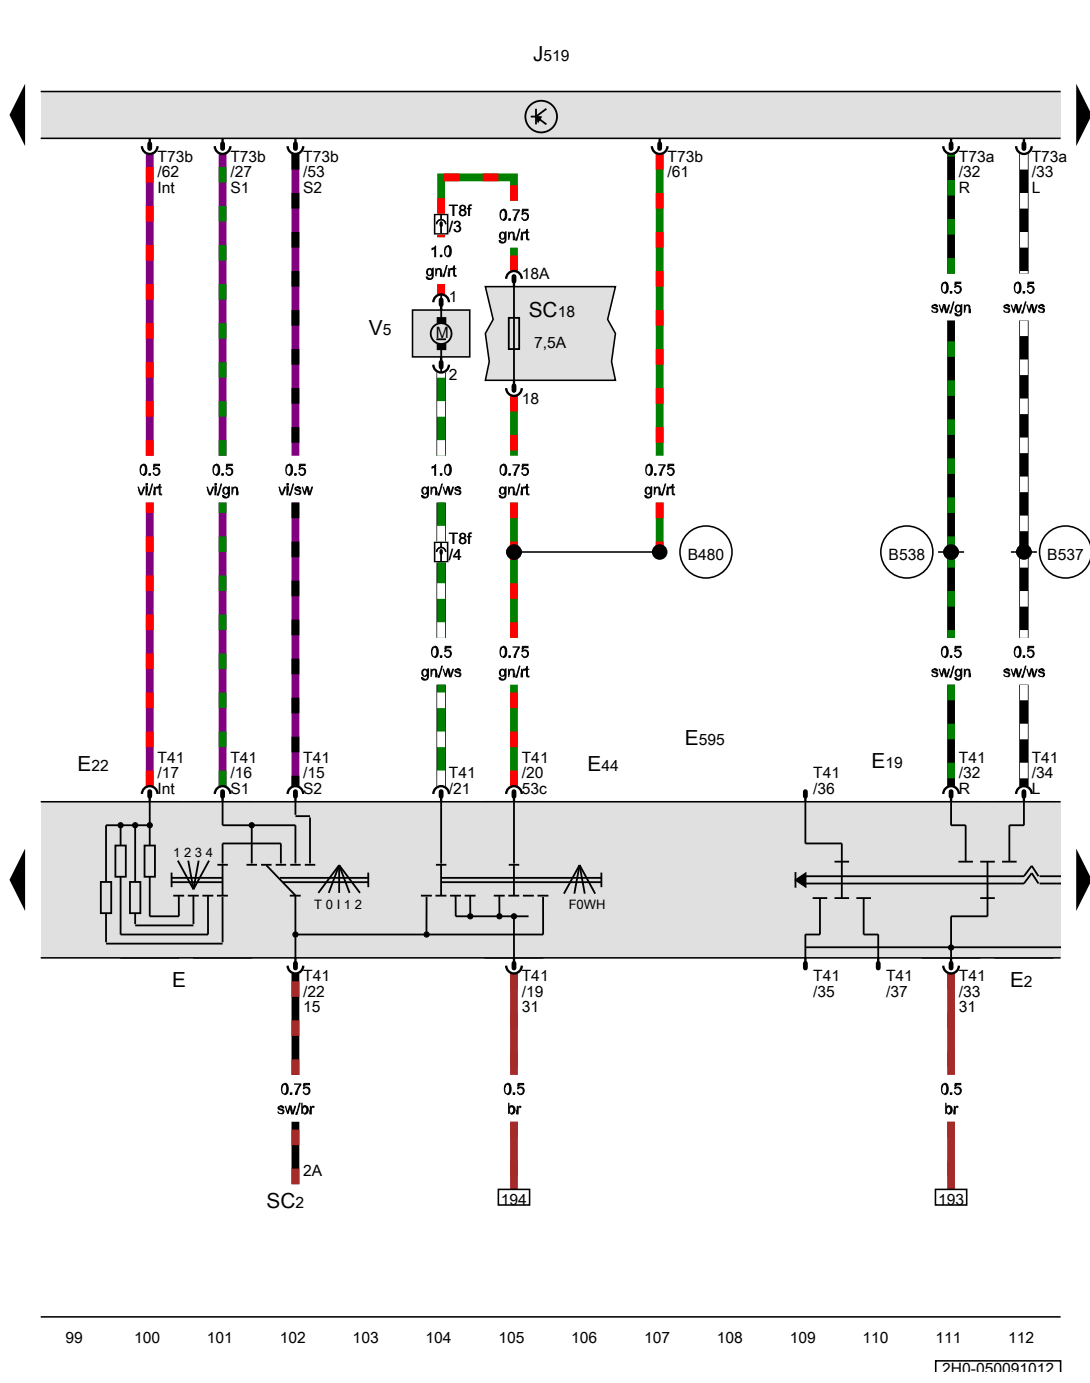 J519
T73b
/62
Int
T73b
/27
S1
T73b
/53
S2
T73b
/61
T73a
/32
R
T73a
/33
L
T8f
/3
0.75
gn/rt
1.0
gn/rt
18A
1
V5
M
SC18
7,5A
2
18
0.5
sw/gn
0.5
sw/ws
0.5
vi/rt
0.5
vi/gn
0.5
vi/sw
1.0
gn/ws
0.75
gn/rt
0.75
gn/rt
T8f
/4
B480
B538
B537
0.5
gn/ws
0.75
gn/rt
0.5
sw/gn
0.5
sw/ws
E595
E22
T41
/17
Int
T41
/16
S1
T41
/15
S2
T41
/21
T41
/20
53c
E44
T41
/36
E19
T41
/32
R
T41
/34
L
1 2 3 4
T 0 I 1 2
F0WH
E
T41
/22
15
T41
/19
31
T41
/35
T41
/37
T41
/33
31
E2
0.75
sw/br
0.5
br
0.5
br
2A
SC2
194
193
99 100 101 102 103 104 105 106 107 108 109 110 111 112
2H0-050091012